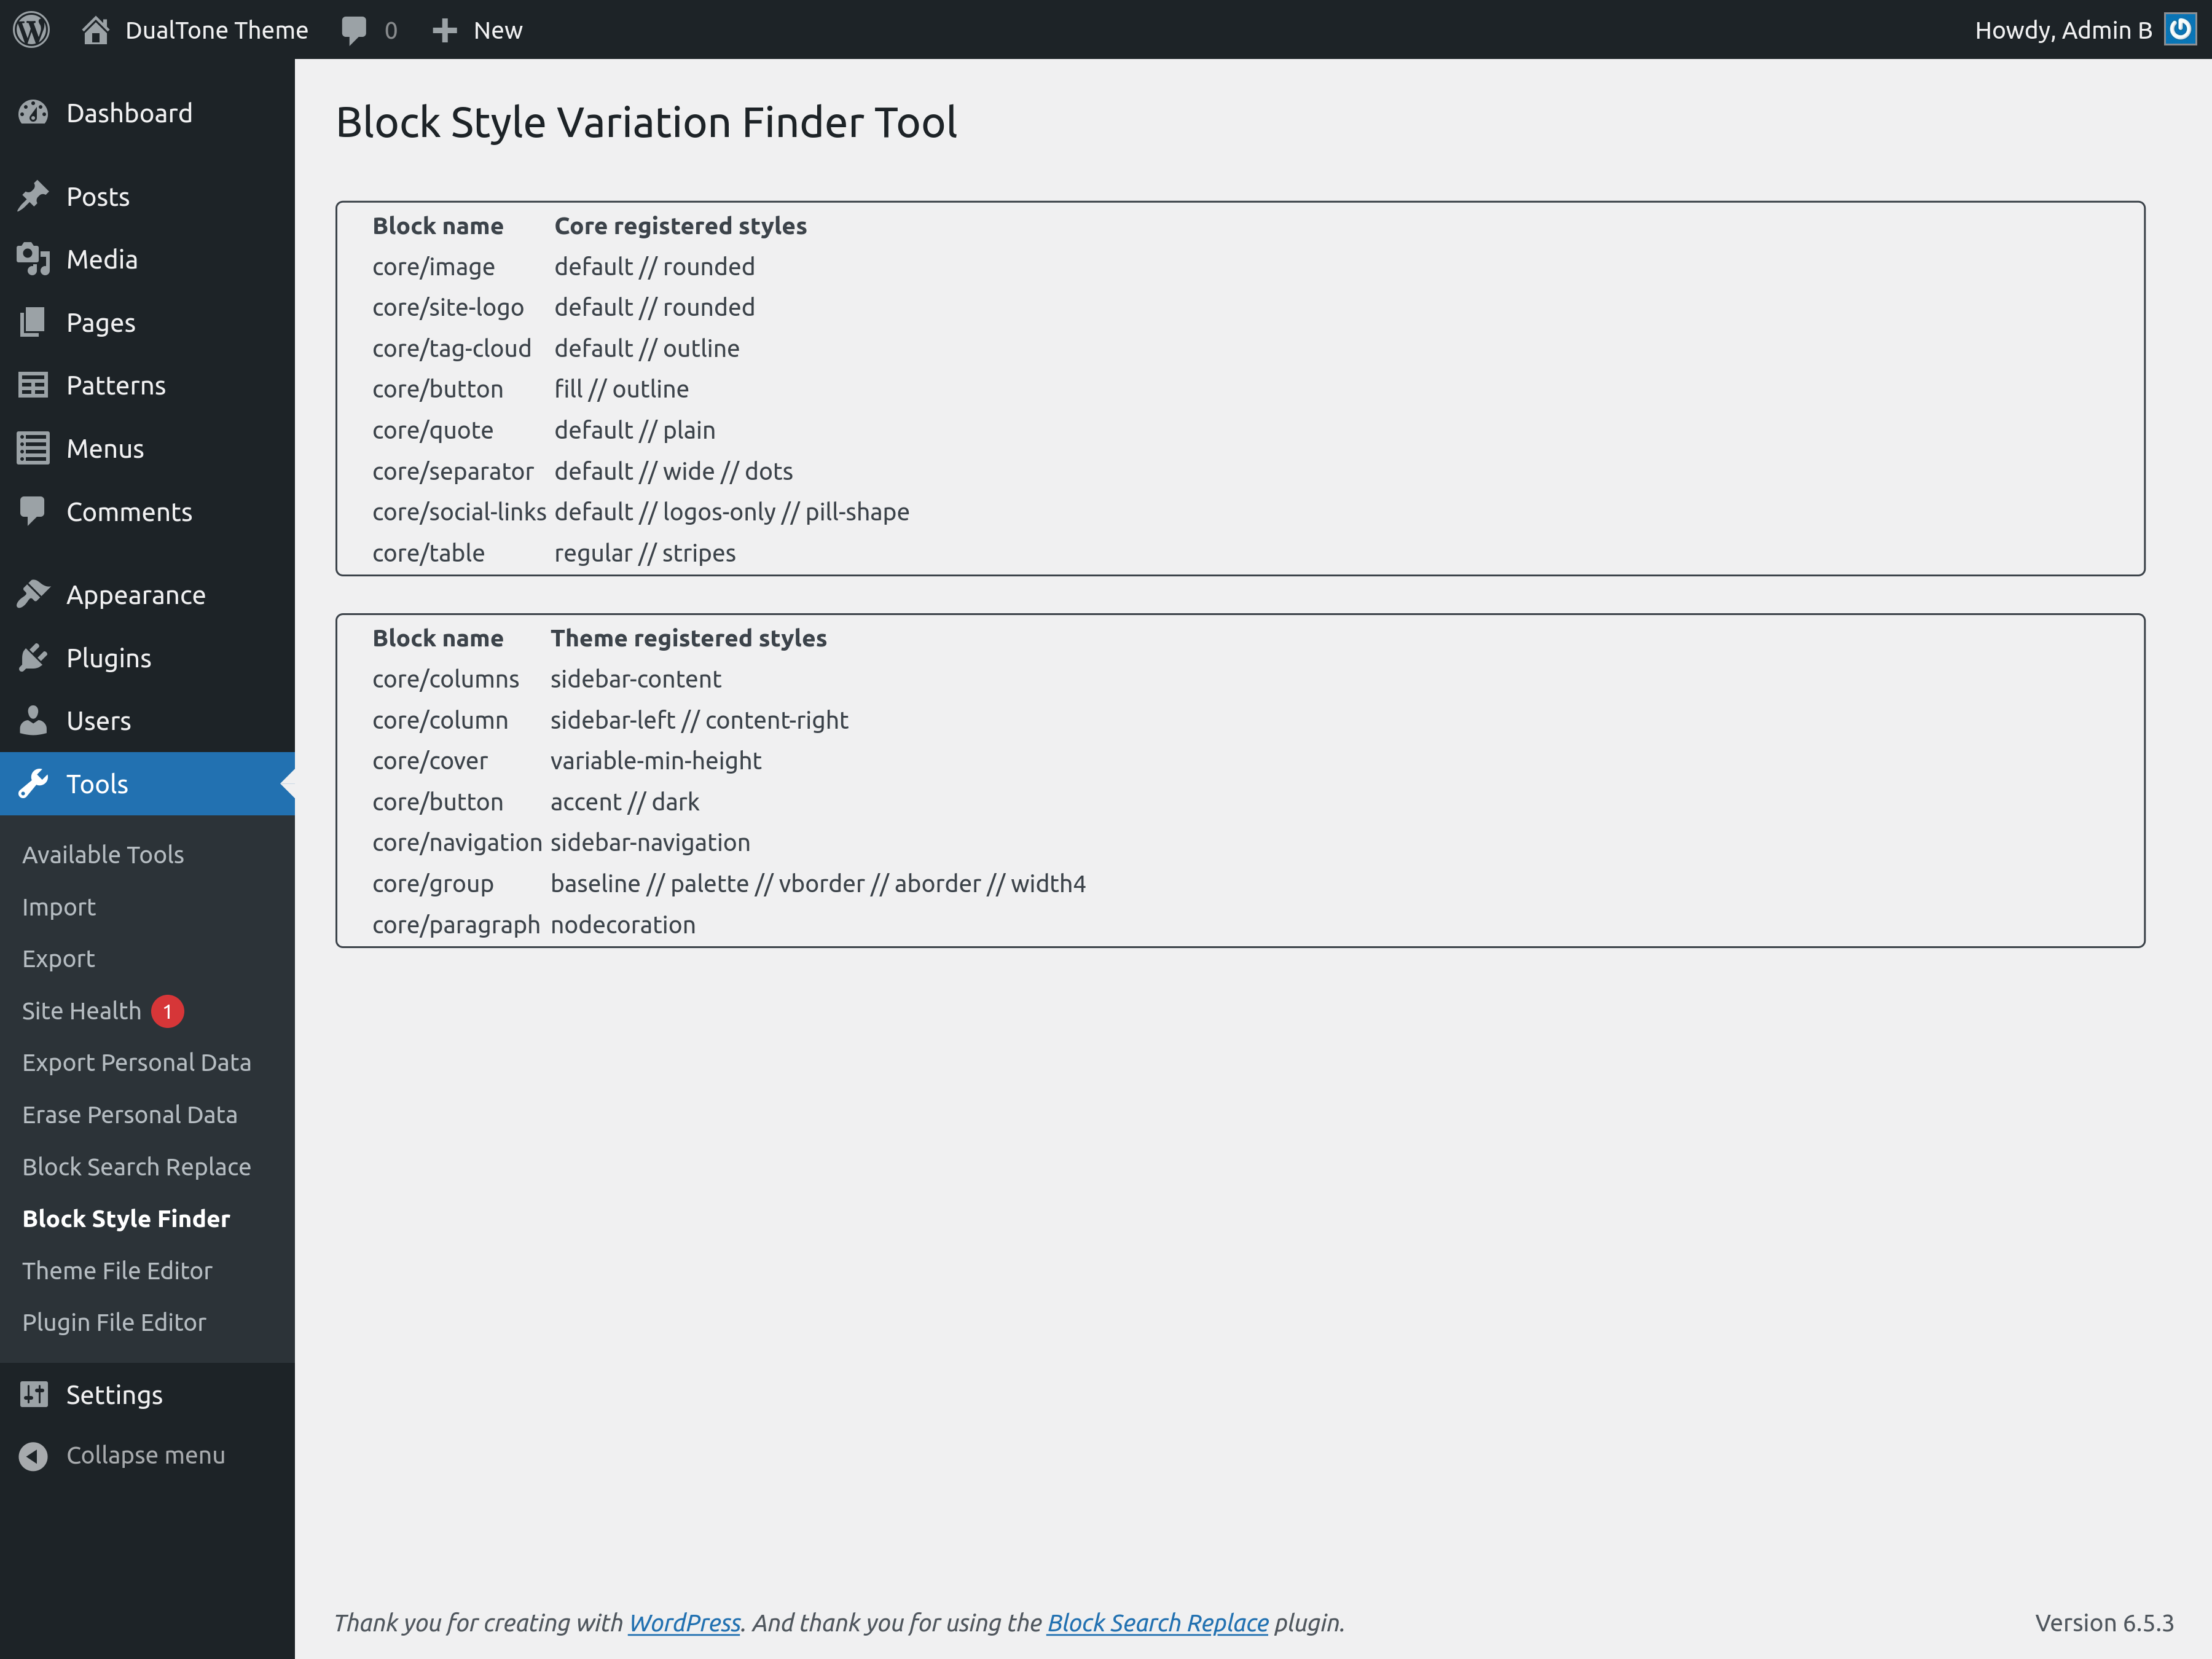 DualTone Theme 0 New Howdy, Admin B
Dashboard
Posts
Media
Pages
Patterns
Menus
Comments
Appearance
Plugins
Users
Tools
Available Tools
Import
Export
Site Health 1
Export Personal Data
Erase Personal Data
Block Search Replace
Block Style Finder
Theme File Editor
Plugin File Editor
Settings
Collapse menu
Block Style Variation Finder Tool
Block name Core registered styles
core/image default // rounded
core/site-logo default // rounded
core/tag-cloud default // outline
core/button fill // outline
core/quote default // plain
core/separator default // wide // dots
core/social-links default // logos-only // pill-shape
core/table regular // stripes
Block name Theme registered styles
core/columns sidebar-content
core/column sidebar-left // content-right
core/cover variable-min-height
core/button accent // dark
core/navigation sidebar-navigation
core/group baseline // palette // vborder // aborder // width4
core/paragraph nodecoration
Thank you for creating with WordPress. And thank you for using the Block Search Replace plugin. Version 6.5.3